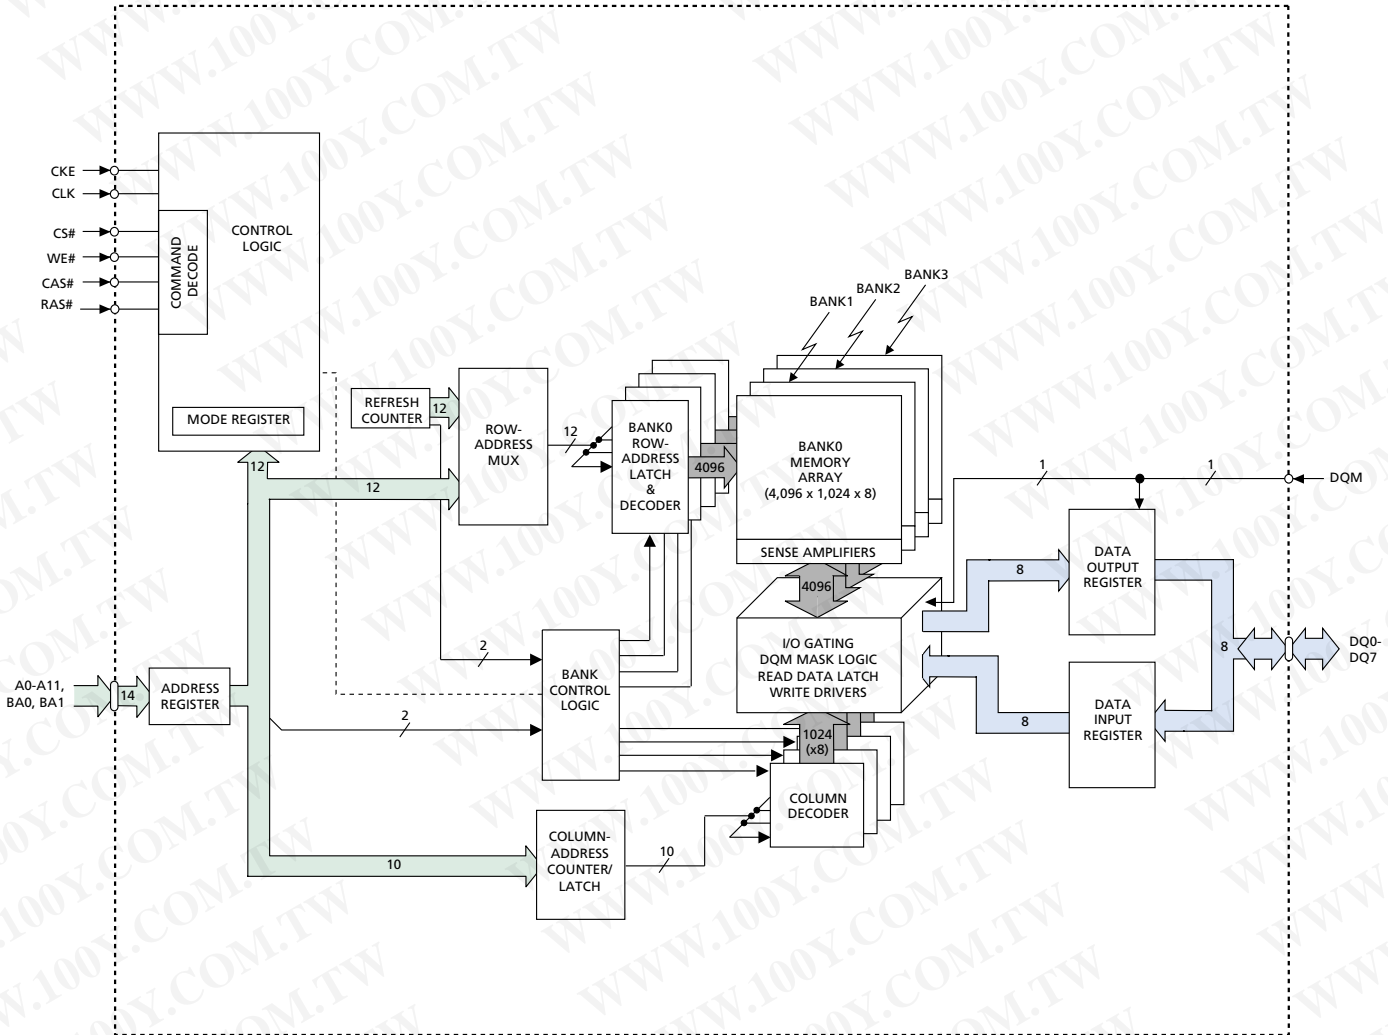 CKE
CLK
CS#
WE#
CAS#
RAS#
COMMAND
DECODE
CONTROL
LOGIC
MODE REGISTER
12
REFRESH
COUNTER
12
12
ROW-
ADDRESS
MUX
12
BANK0
ROW-
ADDRESS
LATCH
&
DECODER
4096
BANK1
BANK2
BANK3
BANK0
MEMORY
ARRAY
(4,096 x 1,024 x 8)
SENSE AMPLIFIERS
4096
I/O GATING
DQM MASK LOGIC
READ DATA LATCH
WRITE DRIVERS
1
1
DQM
DATA
OUTPUT
REGISTER
8
8
8
DQ0-
DQ7
DATA
INPUT
REGISTER
A0-A11,
BA0, BA1
14
ADDRESS
REGISTER
2
2
BANK
CONTROL
LOGIC
1024
(x8)
COLUMN
DECODER
10
COLUMN-
ADDRESS
COUNTER/
LATCH
10
WWW.100Y.COM.TW